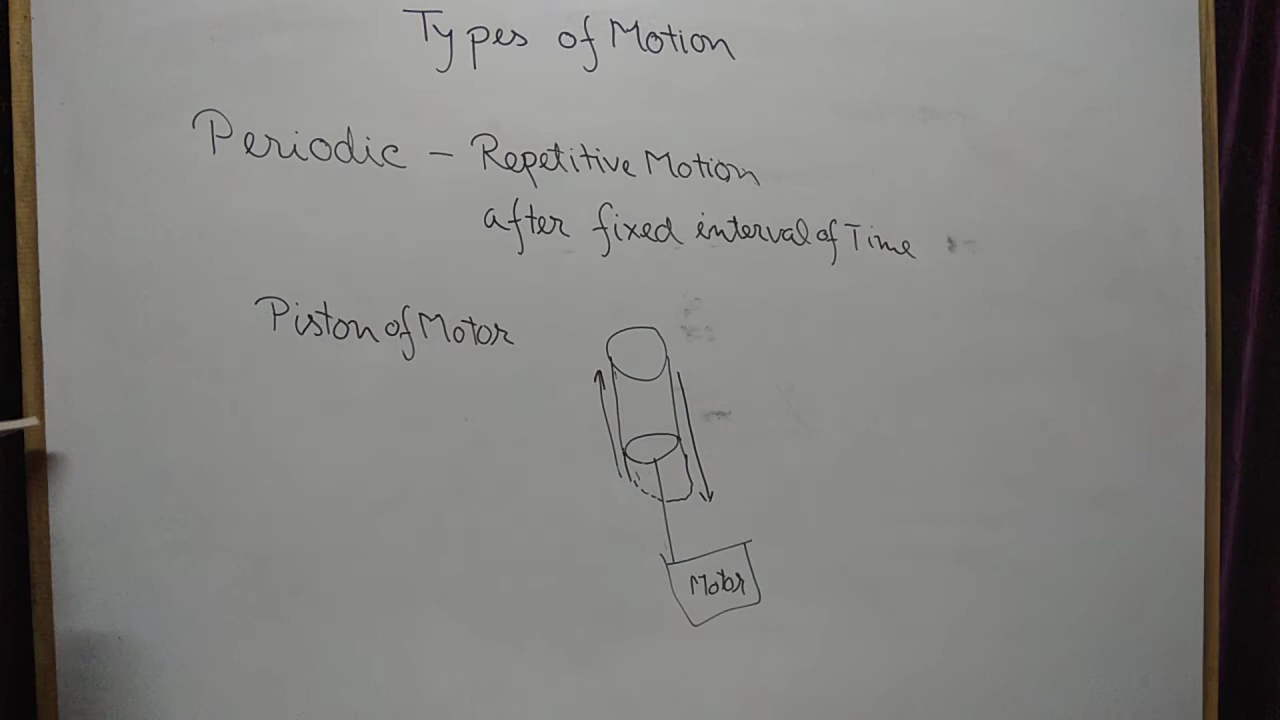 Types of Motion
Periodic - Repetitive Motion
after fixed interval of Time
Piston of Motor
Motor